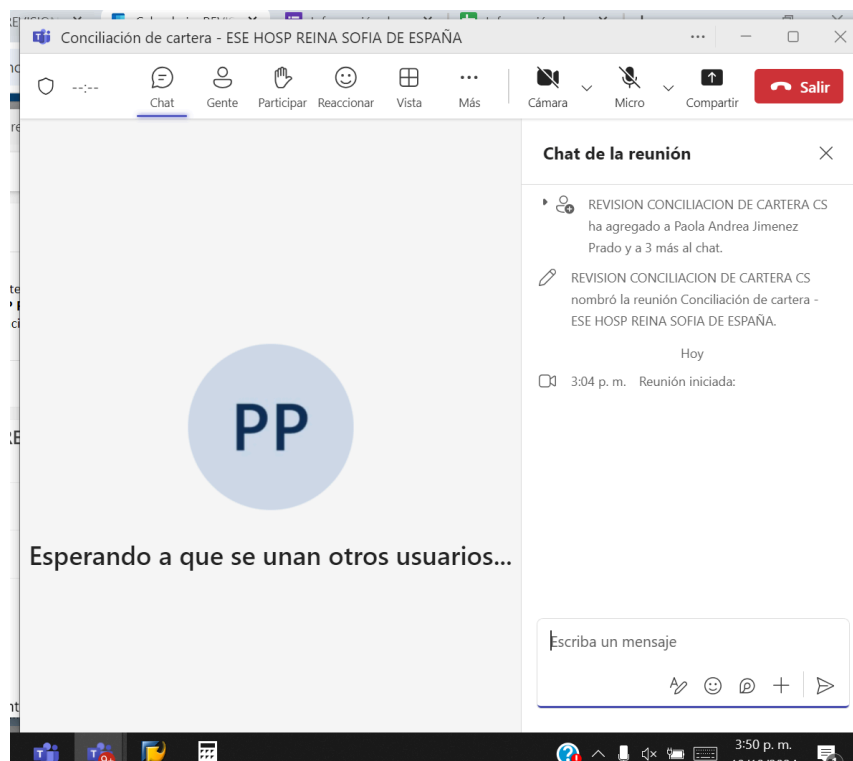 Conciliación de cartera - ESE HOSP REINA SOFIA DE ESPAÑA
--:--
Chat
Gente
Participar
Reaccionar
Vista
Más
Cámara
Micro
Compartir
Salir
Chat de la reunión
REVISION CONCILIACION DE CARTERA CS
ha agregado a Paola Andrea Jimenez
Prado y a 3 más al chat.
REVISION CONCILIACION DE CARTERA CS
nombró la reunión Conciliación de cartera -
ESE HOSP REINA SOFIA DE ESPAÑA.
Hoy
3:04 p. m. Reunión iniciada:
PP
Esperando a que se unan otros usuarios...
Escriba un mensaje
9+
3:50 p. m.